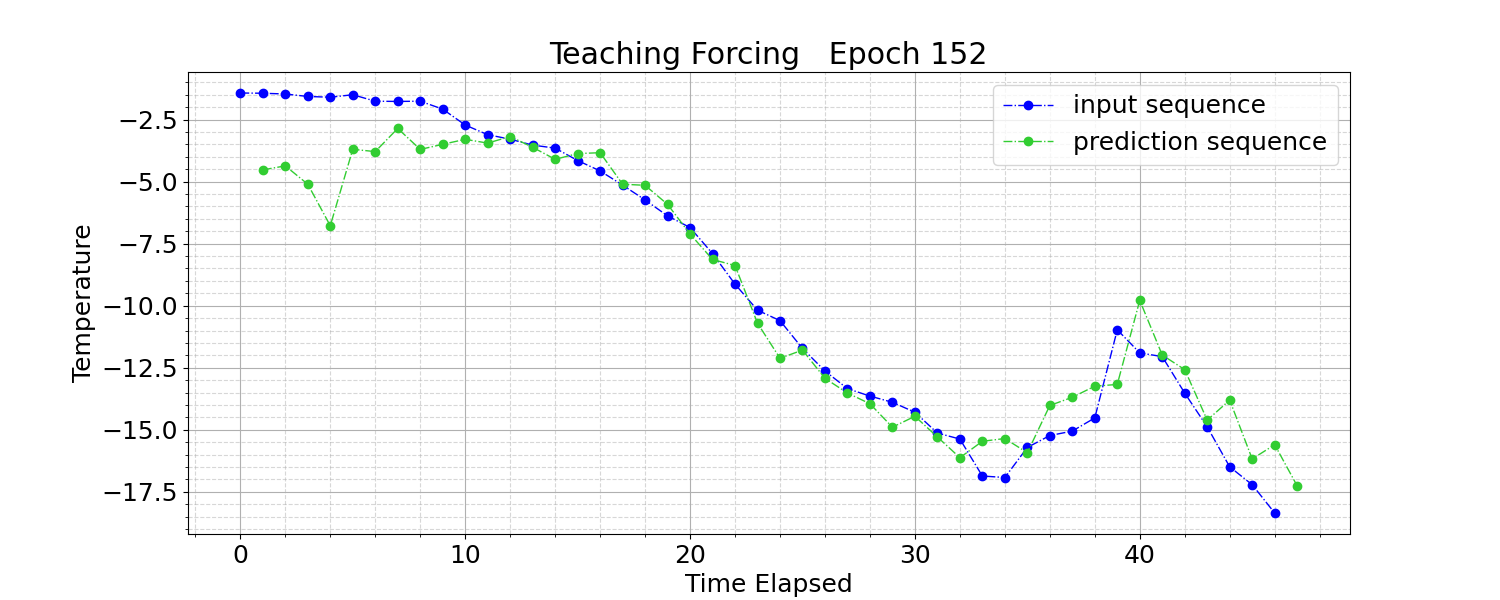 Teaching Forcing   Epoch 152
input sequence
prediction sequence
Temperature
−2.5
−5.0
−7.5
−10.0
−12.5
−15.0
−17.5
0 10 20 30 40
Time Elapsed